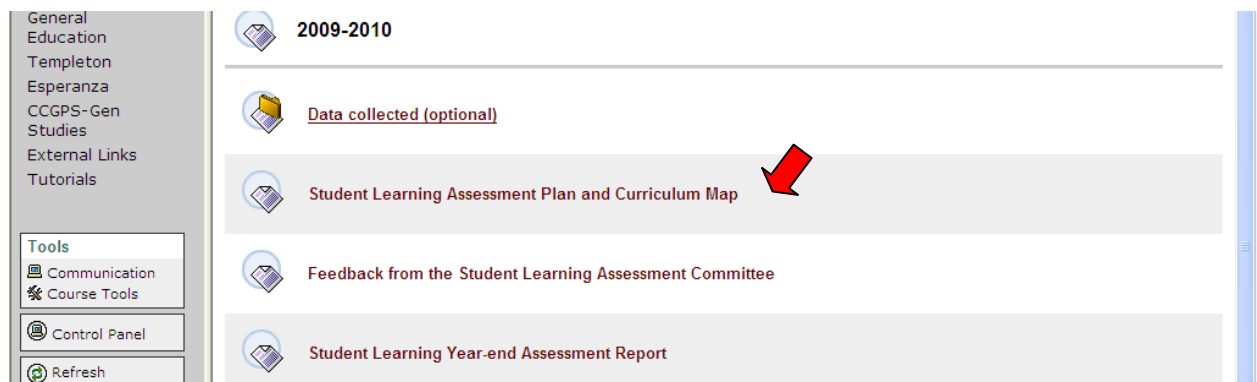 General
Education
Templeton
Esperanza
CCGPS-Gen
Studies
External Links
Tutorials
Tools
Communication
Course Tools
Control Panel
Refresh
2009-2010
Data collected (optional)
Student Learning Assessment Plan and Curriculum Map
Feedback from the Student Learning Assessment Committee
Student Learning Year-end Assessment Report